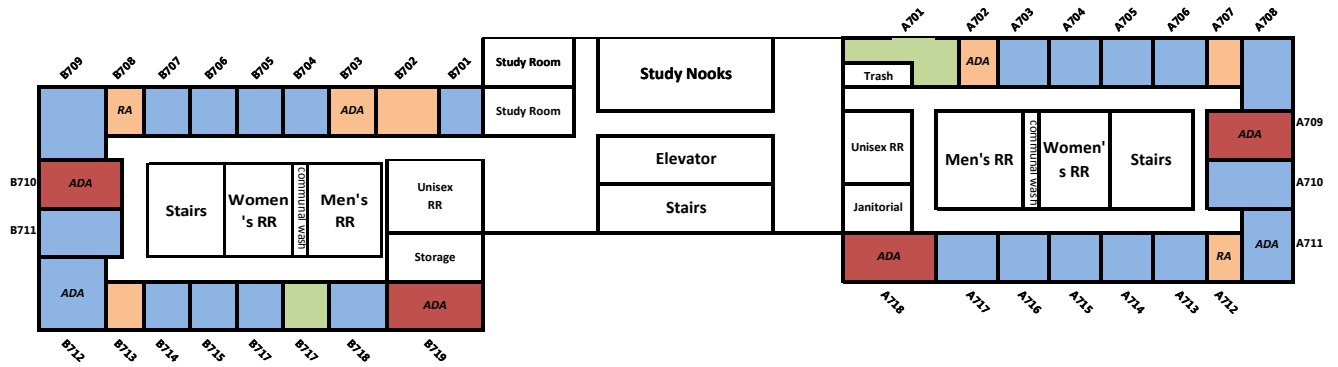 A701
A702
A703
A704
A705
A706
A707
A708
B709
B708
B707
B706
B705
B704
B703
B702
B701
Study Room
Study Nooks
ADA
Trash
RA
ADA
Study Room
A709
ADA
Unisex RR
Men's RR
communal wash
Women'
s RR
Stairs
Elevator
B710
ADA
Stairs
Women
's RR
communal wash
Men's
RR
Unisex
RR
A710
Stairs
Janitorial
B711
A711
ADA
RA
ADA
Storage
ADA
ADA
A718
A717
A716
A715
A714
A713
A712
B712
B713
B714
B715
B717
B717
B718
B719